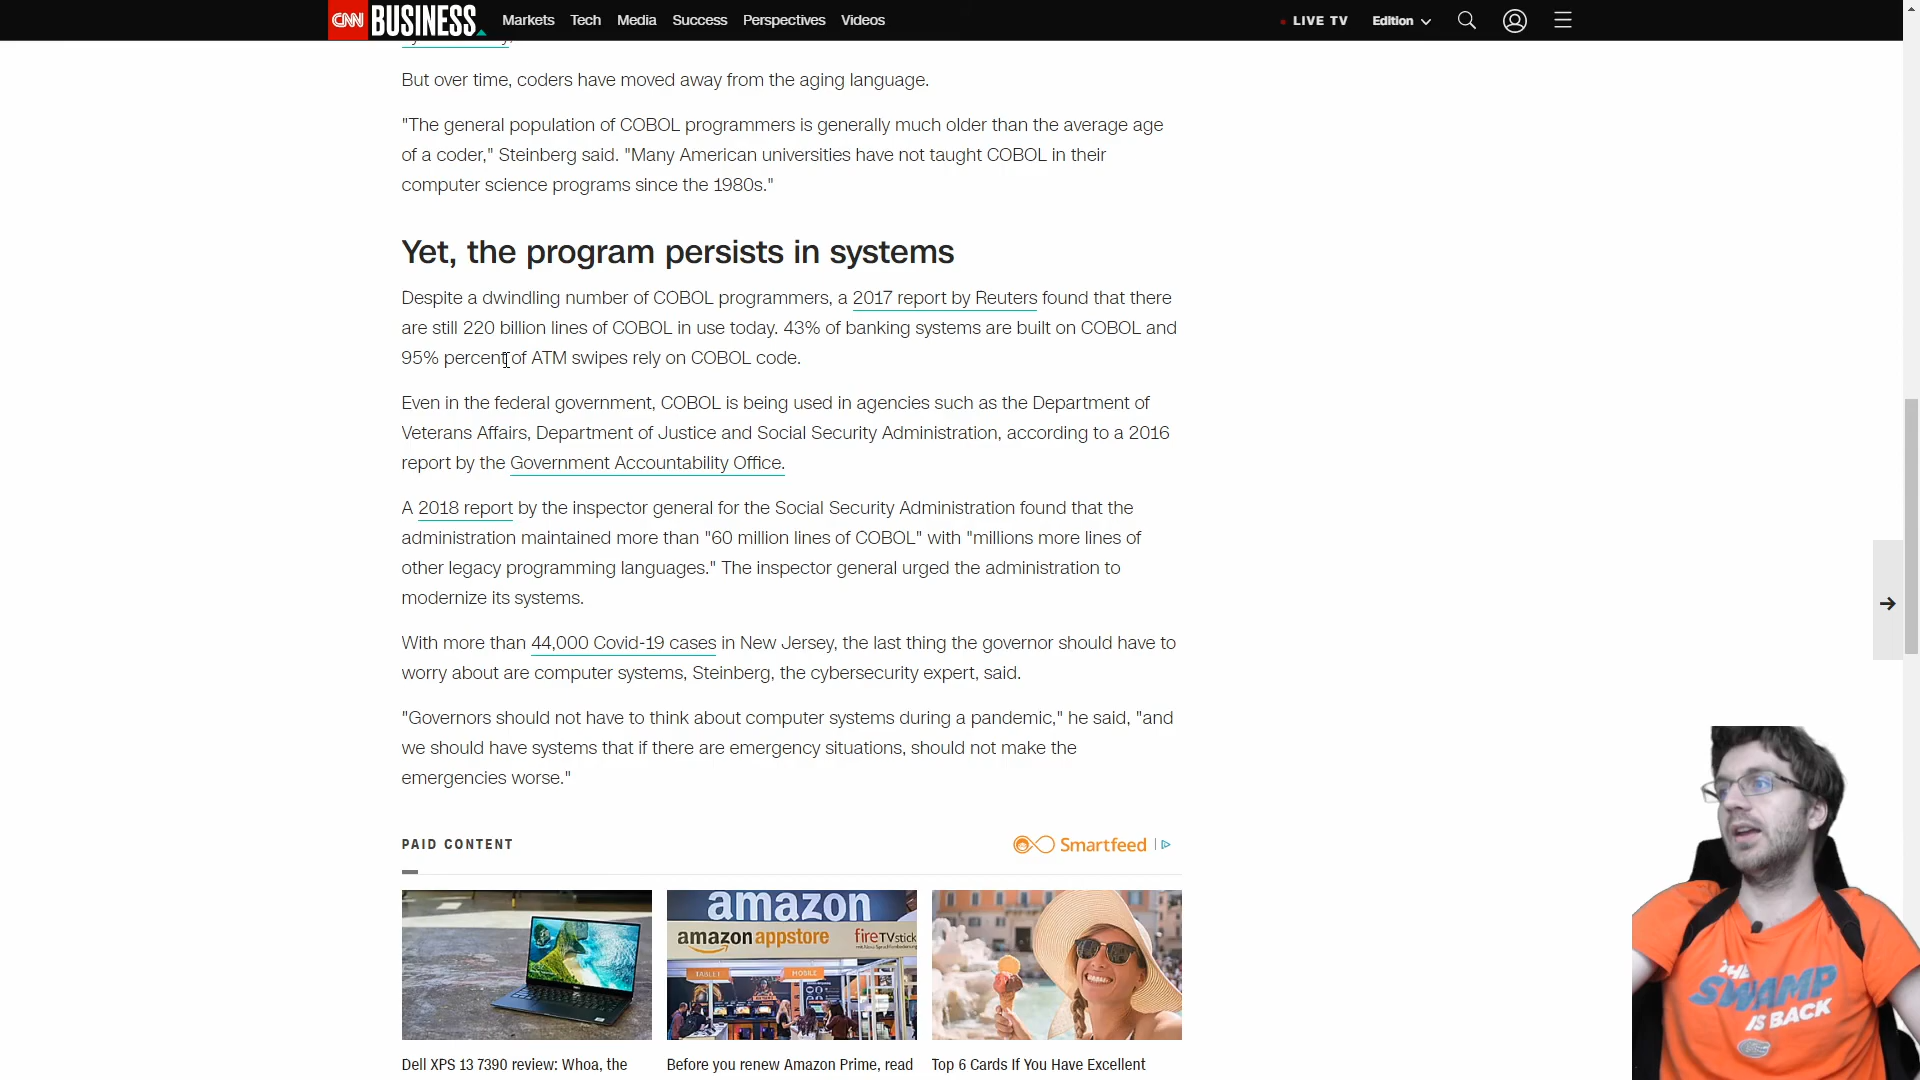 CNN BUSINESS Markets Tech Media Success Perspectives Videos LIVE TV Edition
But over time, coders have moved away from the aging language.
"The general population of COBOL programmers is generally much older than the average age
of a coder," Steinberg said. "Many American universities have not taught COBOL in their
computer science programs since the 1980s."
Yet, the program persists in systems
Despite a dwindling number of COBOL programmers, a 2017 report by Reuters found that there
are still 220 billion lines of COBOL in use today. 43% of banking systems are built on COBOL and
95% percent of ATM swipes rely on COBOL code.
Even in the federal government, COBOL is being used in agencies such as the Department of
Veterans Affairs, Department of Justice and Social Security Administration, according to a 2016
report by the Government Accountability Office.
A 2018 report by the inspector general for the Social Security Administration found that the
administration maintained more than "60 million lines of COBOL" with "millions more lines of
other legacy programming languages." The inspector general urged the administration to
modernize its systems.
With more than 44,000 Covid-19 cases in New Jersey, the last thing the governor should have to
worry about are computer systems, Steinberg, the cybersecurity expert, said.
"Governors should not have to think about computer systems during a pandemic," he said, "and
we should have systems that if there are emergency situations, should not make the
emergencies worse."
PAID CONTENT
Smartfeed
amazon
amazon appstore
fireTVstick
TABLET
MOBILE
Dell XPS 13 7390 review: Whoa, the
Before you renew Amazon Prime, read
Top 6 Cards If You Have Excellent
THE
SWAMP
IS BACK